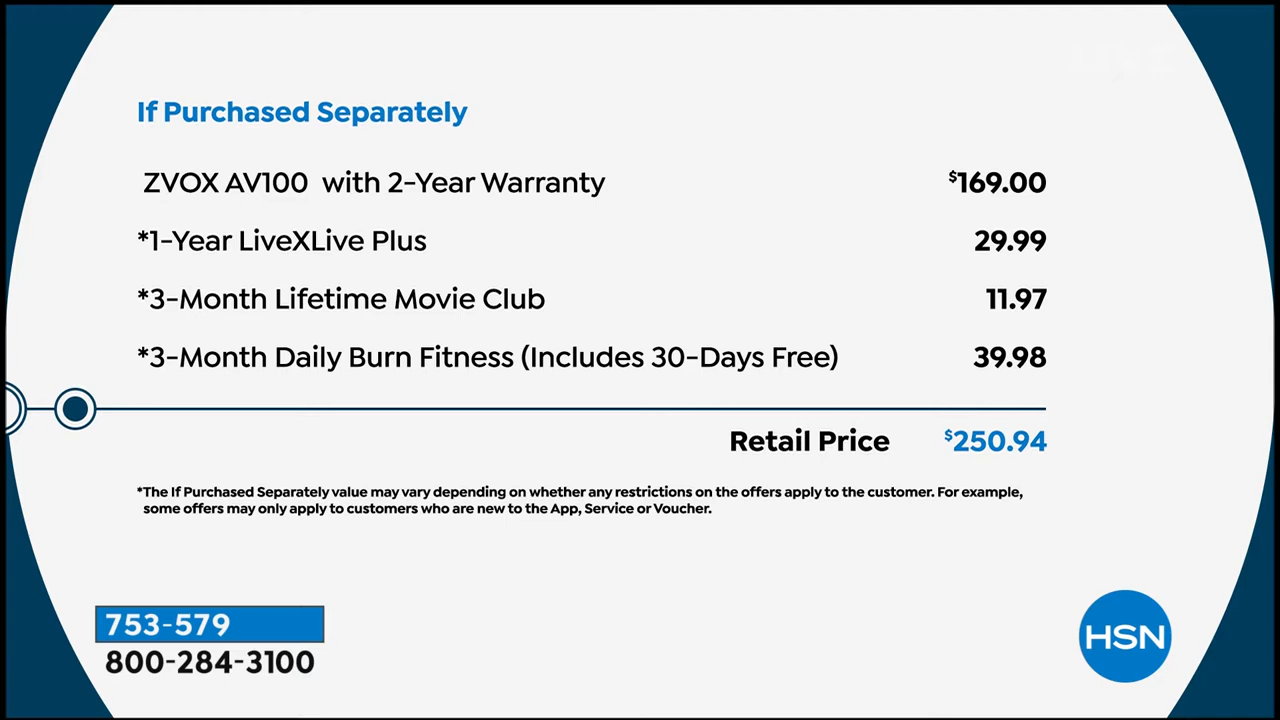 If Purchased Separately
ZVOX AV100 with 2-Year Warranty $169.00
*1-Year LiveXLive Plus 29.99
*3-Month Lifetime Movie Club 11.97
*3-Month Daily Burn Fitness (Includes 30-Days Free) 39.98
Retail Price $250.94
*The If Purchased Separately value may vary depending on whether any restrictions on the offers apply to the customer. For example,
some offers may only apply to customers who are new to the App, Service or Voucher.
753-579
800-284-3100
HSN